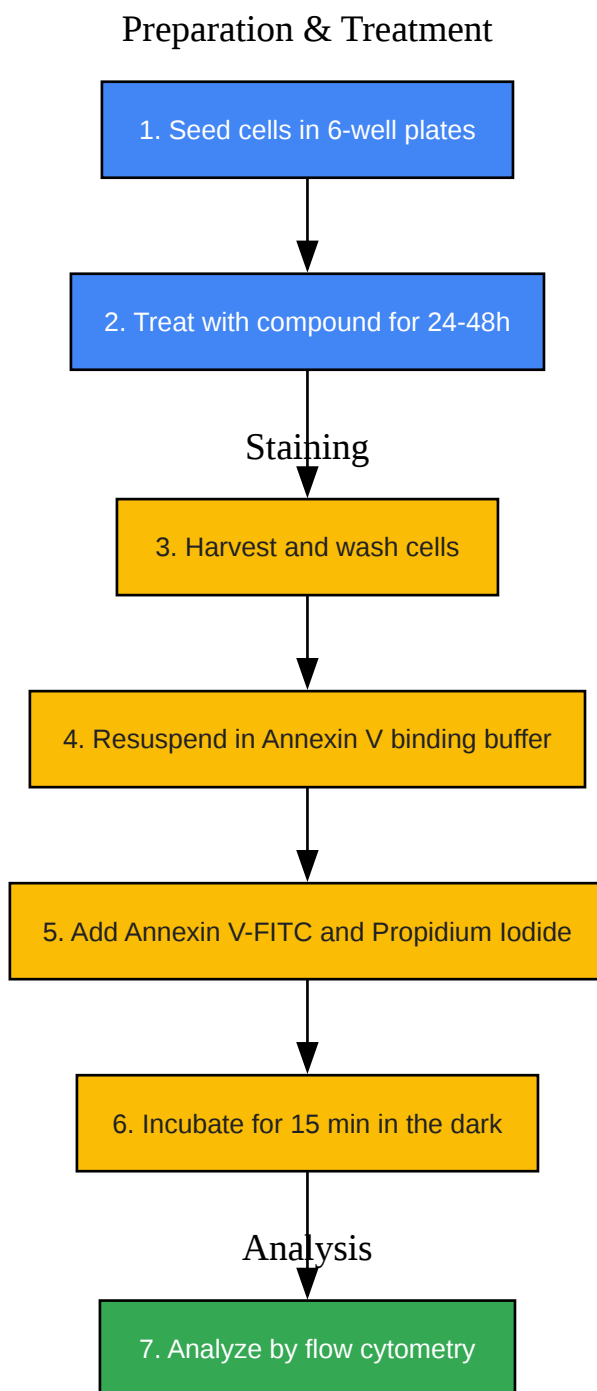 Preparation & Treatment
1. Seed cells in 6-well plates
2. Treat with compound for 24-48h
Staining
3. Harvest and wash cells
4. Resuspend in Annexin V binding buffer
5. Add Annexin V-FITC and Propidium Iodide
6. Incubate for 15 min in the dark
Analysis
7. Analyze by flow cytometry